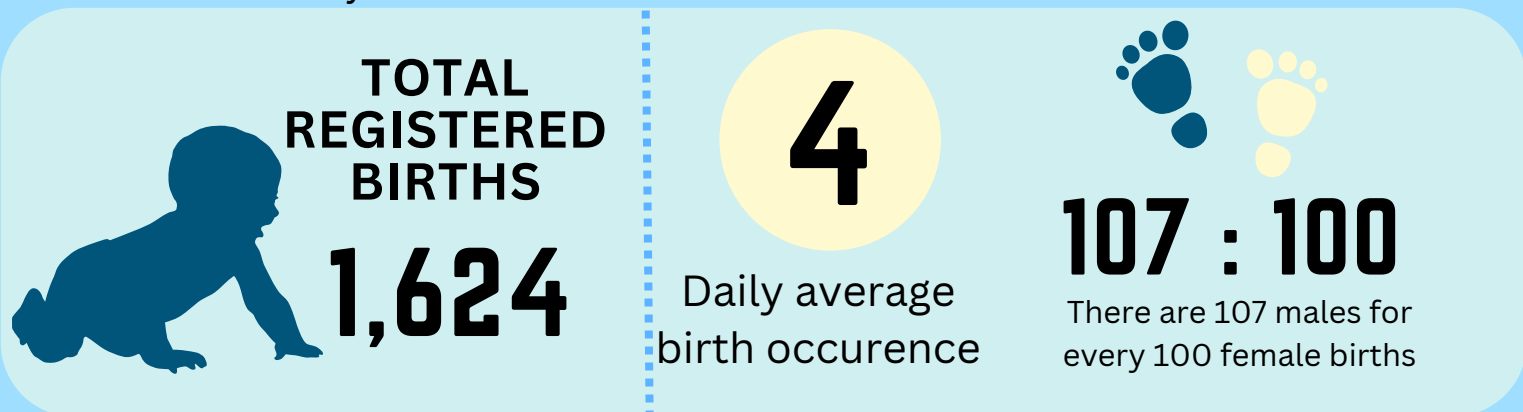 TOTAL
REGISTERED
BIRTHS
1,624
4
Daily average
birth occurence
107 : 100
There are 107 males for
every 100 female births